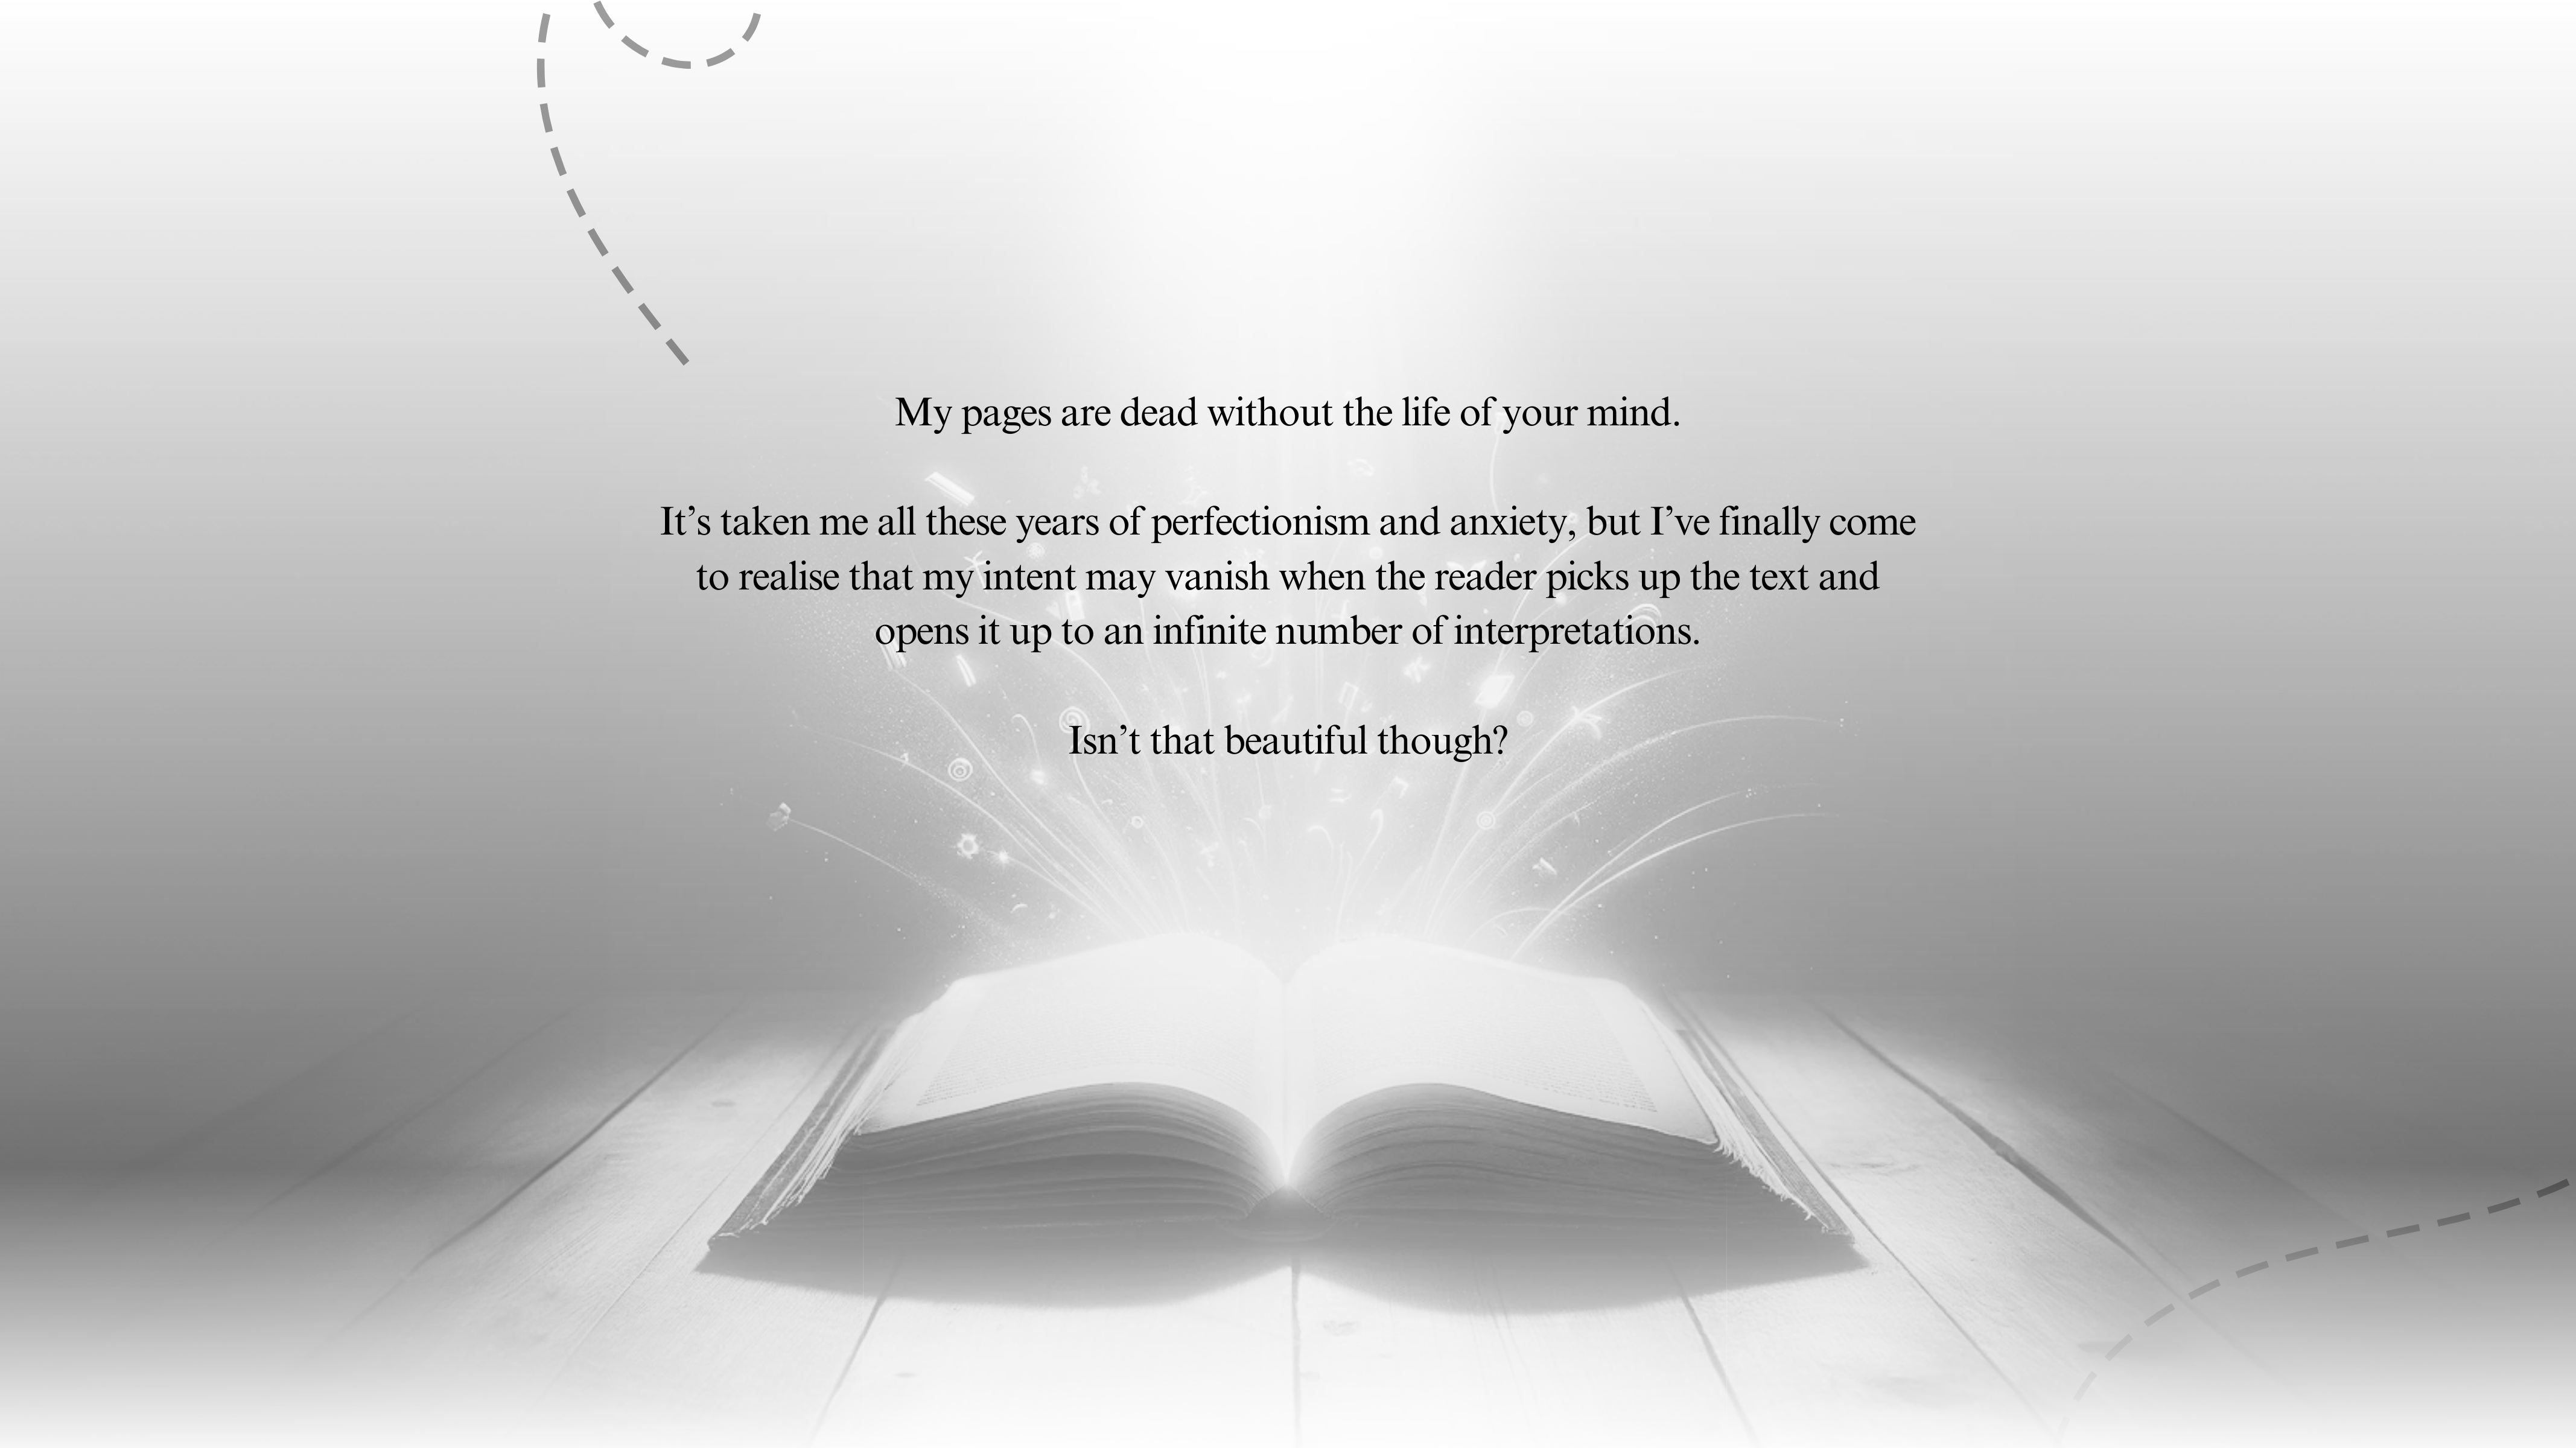 My pages are dead without the life of your mind.
It’s taken me all these years of perfectionism and anxiety, but I’ve finally come
to realise that my intent may vanish when the reader picks up the text and
opens it up to an infinite number of interpretations.
Isn’t that beautiful though?